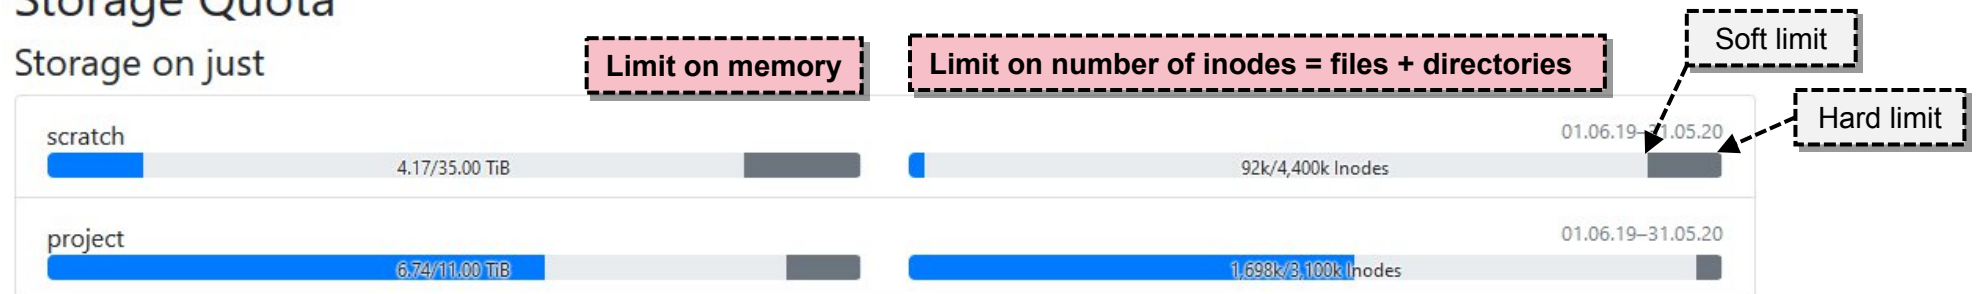 Storage Quota
Storage on just
Limit on memory
Limit on number of inodes = files + directories
Soft limit
Hard limit
scratch
01.06.19–31.05.20
4.17/35.00 TiB
92k/4,400k Inodes
project
01.06.19–31.05.20
6.74/11.00 TiB
1,698k/3,100k Inodes